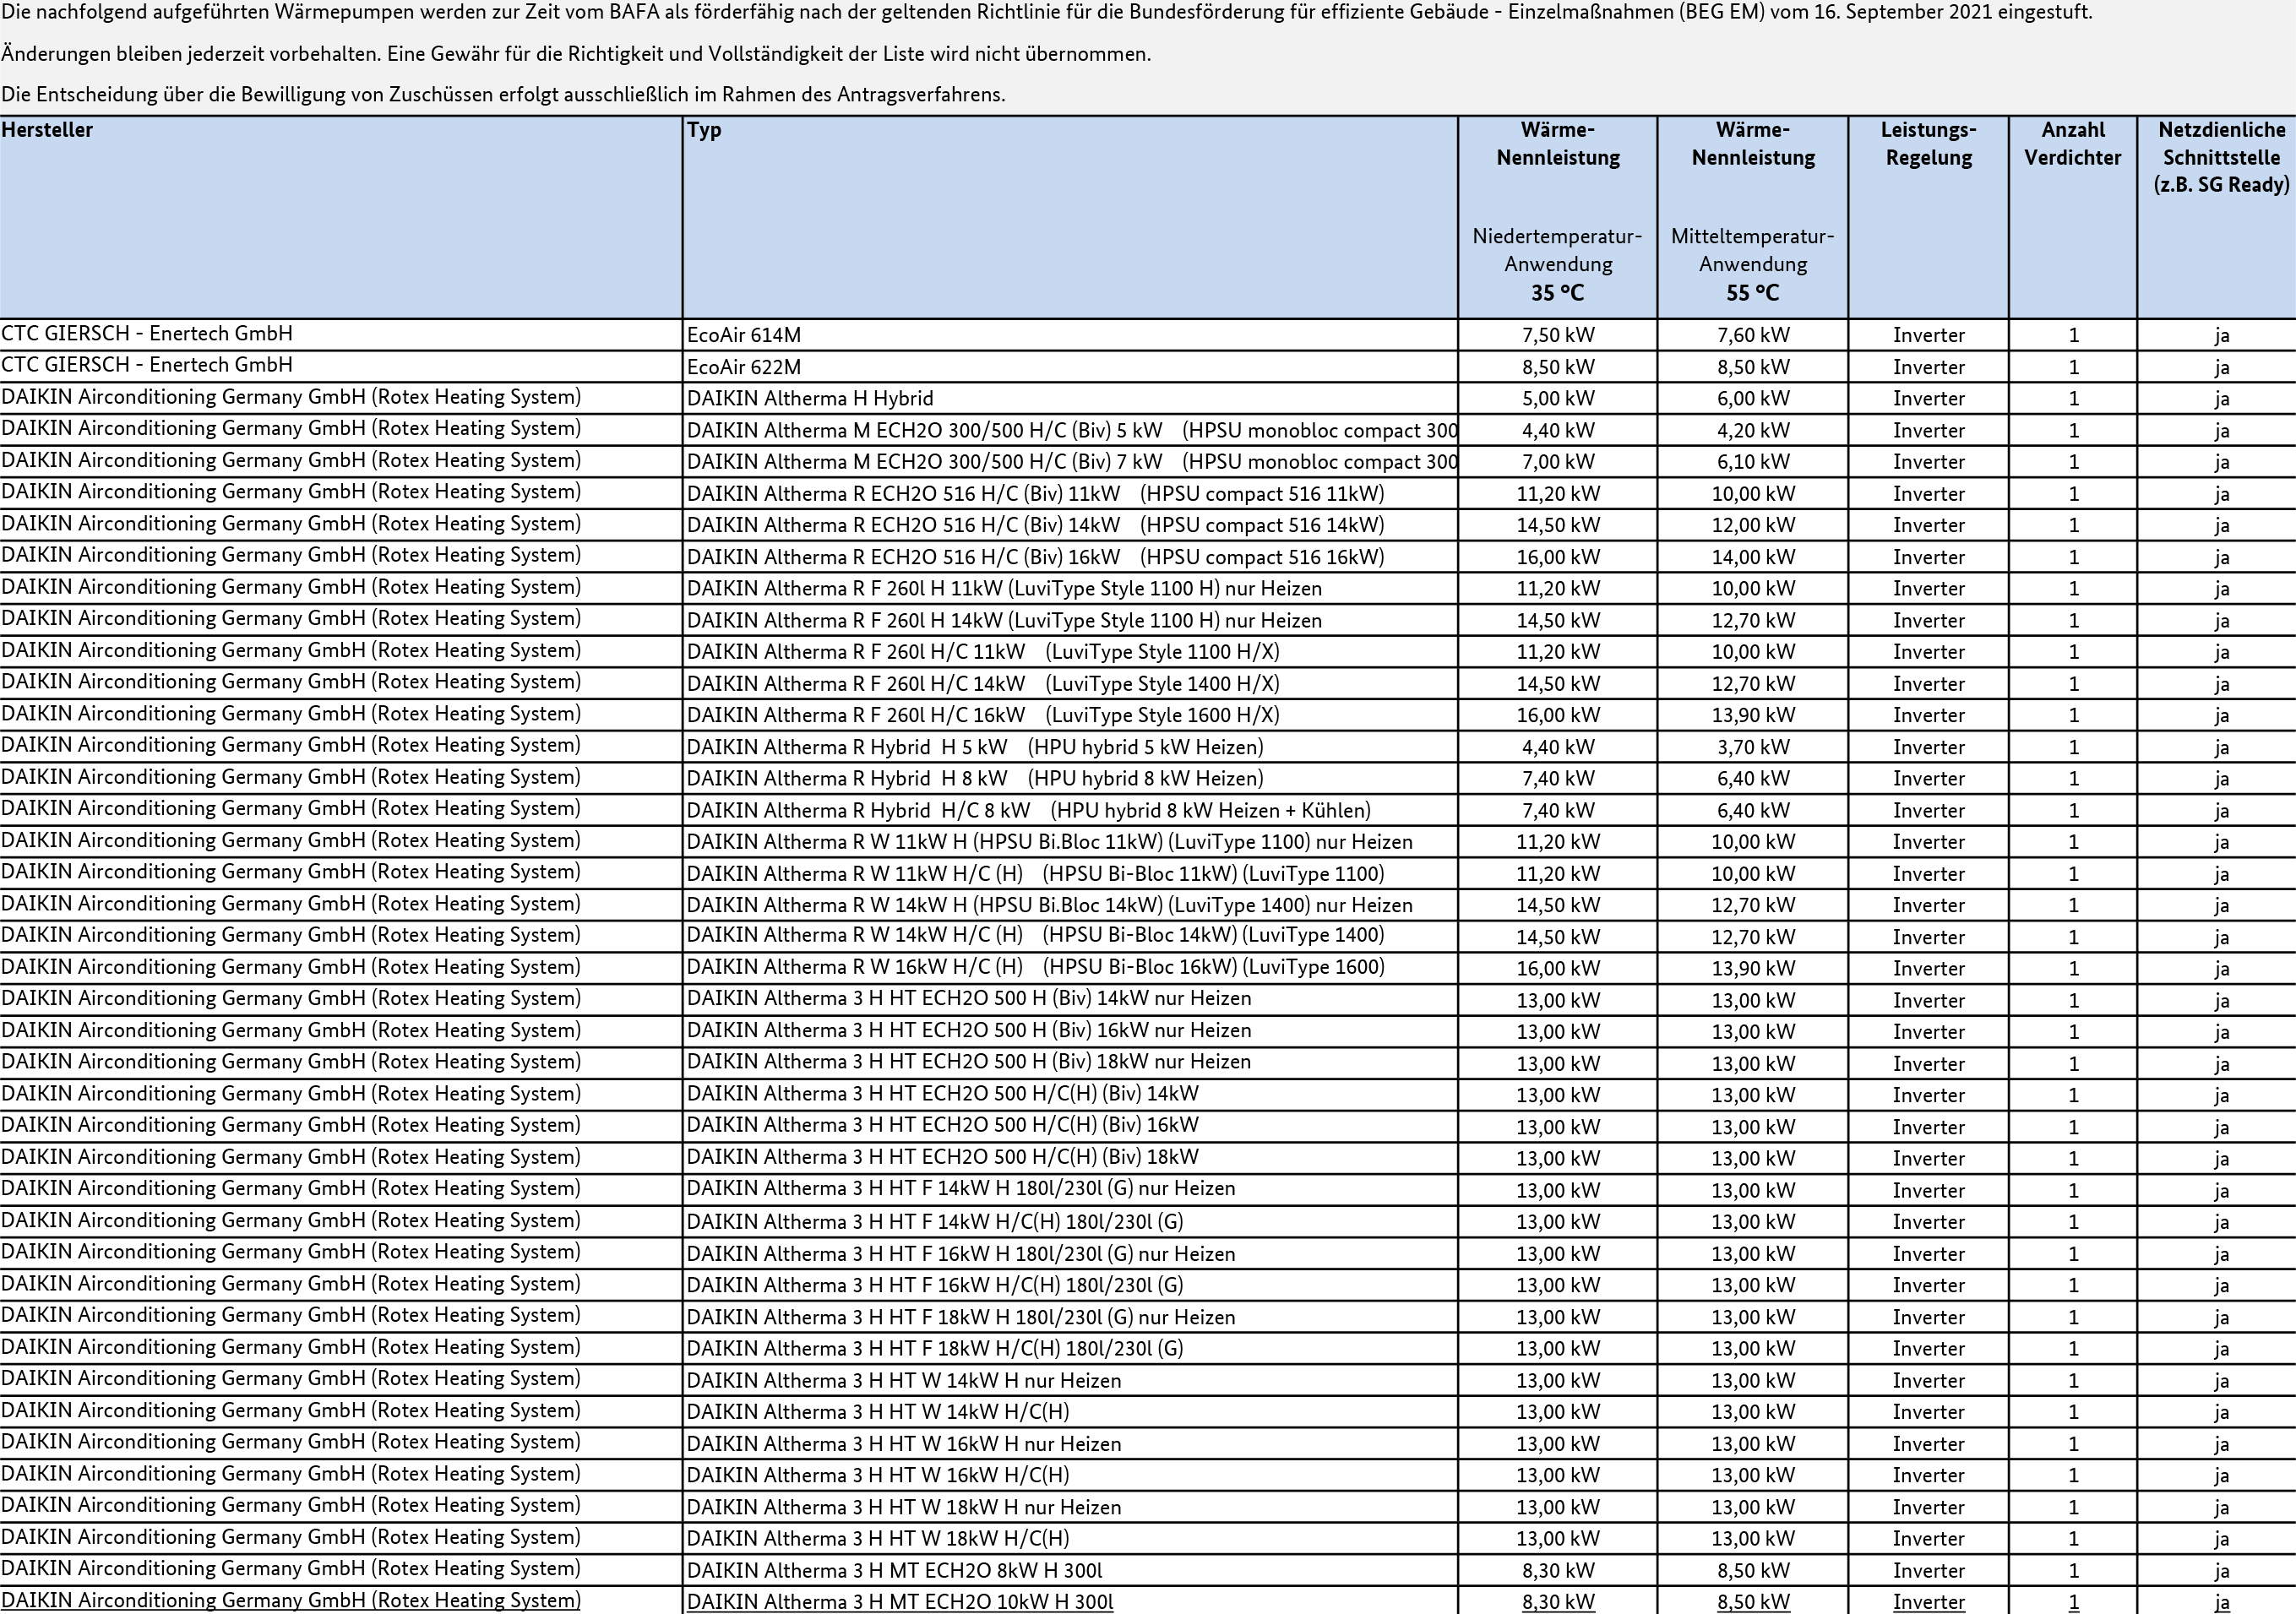 Die nachfolgend aufgeführten Wärmepumpen werden zur Zeit vom BAFA als förderfähig nach der geltenden Richtlinie für die Bundesförderung für effiziente Gebäude - Einzelmaßnahmen (BEG EM) vom 16. September 2021 eingestuft.
Änderungen bleiben jederzeit vorbehalten. Eine Gewähr für die Richtigkeit und Vollständigkeit der Liste wird nicht übernommen.
Die Entscheidung über die Bewilligung von Zuschüssen erfolgt ausschließlich im Rahmen des Antragsverfahrens.
Hersteller Typ Wärme- Wärme- Leistungs- Anzahl Netzdienliche
Nennleistung Nennleistung Regelung Verdichter Schnittstelle
(z.B. SG Ready)
Niedertemperatur- Mitteltemperatur-
Anwendung Anwendung
35 °C 55 °C
CTC GIERSCH - Enertech GmbH EcoAir 614M 7,50 kW 7,60 kW Inverter 1 ja
CTC GIERSCH - Enertech GmbH EcoAir 622M 8,50 kW 8,50 kW Inverter 1 ja
DAIKIN Airconditioning Germany GmbH (Rotex Heating System) DAIKIN Altherma H Hybrid 5,00 kW 6,00 kW Inverter 1 ja
DAIKIN Airconditioning Germany GmbH (Rotex Heating System) DAIKIN Altherma M ECH2O 300/500 H/C (Biv) 5 kW (HPSU monobloc compact 300 4,40 kW 4,20 kW Inverter 1 ja
DAIKIN Airconditioning Germany GmbH (Rotex Heating System) DAIKIN Altherma M ECH2O 300/500 H/C (Biv) 7 kW (HPSU monobloc compact 300 7,00 kW 6,10 kW Inverter 1 ja
DAIKIN Airconditioning Germany GmbH (Rotex Heating System) DAIKIN Altherma R ECH2O 516 H/C (Biv) 11kW (HPSU compact 516 11kW) 11,20 kW 10,00 kW Inverter 1 ja
DAIKIN Airconditioning Germany GmbH (Rotex Heating System) DAIKIN Altherma R ECH2O 516 H/C (Biv) 14kW (HPSU compact 516 14kW) 14,50 kW 12,00 kW Inverter 1 ja
DAIKIN Airconditioning Germany GmbH (Rotex Heating System) DAIKIN Altherma R ECH2O 516 H/C (Biv) 16kW (HPSU compact 516 16kW) 16,00 kW 14,00 kW Inverter 1 ja
DAIKIN Airconditioning Germany GmbH (Rotex Heating System) DAIKIN Altherma R F 260l H 11kW (LuviType Style 1100 H) nur Heizen 11,20 kW 10,00 kW Inverter 1 ja
DAIKIN Airconditioning Germany GmbH (Rotex Heating System) DAIKIN Altherma R F 260l H 14kW (LuviType Style 1100 H) nur Heizen 14,50 kW 12,70 kW Inverter 1 ja
DAIKIN Airconditioning Germany GmbH (Rotex Heating System) DAIKIN Altherma R F 260l H/C 11kW (LuviType Style 1100 H/X) 11,20 kW 10,00 kW Inverter 1 ja
DAIKIN Airconditioning Germany GmbH (Rotex Heating System) DAIKIN Altherma R F 260l H/C 14kW (LuviType Style 1400 H/X) 14,50 kW 12,70 kW Inverter 1 ja
DAIKIN Airconditioning Germany GmbH (Rotex Heating System) DAIKIN Altherma R F 260l H/C 16kW (LuviType Style 1600 H/X) 16,00 kW 13,90 kW Inverter 1 ja
DAIKIN Airconditioning Germany GmbH (Rotex Heating System) DAIKIN Altherma R Hybrid H 5 kW (HPU hybrid 5 kW Heizen) 4,40 kW 3,70 kW Inverter 1 ja
DAIKIN Airconditioning Germany GmbH (Rotex Heating System) DAIKIN Altherma R Hybrid H 8 kW (HPU hybrid 8 kW Heizen) 7,40 kW 6,40 kW Inverter 1 ja
DAIKIN Airconditioning Germany GmbH (Rotex Heating System) DAIKIN Altherma R Hybrid H/C 8 kW (HPU hybrid 8 kW Heizen + Kühlen) 7,40 kW 6,40 kW Inverter 1 ja
DAIKIN Airconditioning Germany GmbH (Rotex Heating System) DAIKIN Altherma R W 11kW H (HPSU Bi.Bloc 11kW) (LuviType 1100) nur Heizen 11,20 kW 10,00 kW Inverter 1 ja
DAIKIN Airconditioning Germany GmbH (Rotex Heating System) DAIKIN Altherma R W 11kW H/C (H) (HPSU Bi-Bloc 11kW) (LuviType 1100) 11,20 kW 10,00 kW Inverter 1 ja
DAIKIN Airconditioning Germany GmbH (Rotex Heating System) DAIKIN Altherma R W 14kW H (HPSU Bi.Bloc 14kW) (LuviType 1400) nur Heizen 14,50 kW 12,70 kW Inverter 1 ja
DAIKIN Airconditioning Germany GmbH (Rotex Heating System) DAIKIN Altherma R W 14kW H/C (H) (HPSU Bi-Bloc 14kW) (LuviType 1400) 14,50 kW 12,70 kW Inverter 1 ja
DAIKIN Airconditioning Germany GmbH (Rotex Heating System) DAIKIN Altherma R W 16kW H/C (H) (HPSU Bi-Bloc 16kW) (LuviType 1600) 16,00 kW 13,90 kW Inverter 1 ja
DAIKIN Airconditioning Germany GmbH (Rotex Heating System) DAIKIN Altherma 3 H HT ECH2O 500 H (Biv) 14kW nur Heizen 13,00 kW 13,00 kW Inverter 1 ja
DAIKIN Airconditioning Germany GmbH (Rotex Heating System) DAIKIN Altherma 3 H HT ECH2O 500 H (Biv) 16kW nur Heizen 13,00 kW 13,00 kW Inverter 1 ja
DAIKIN Airconditioning Germany GmbH (Rotex Heating System) DAIKIN Altherma 3 H HT ECH2O 500 H (Biv) 18kW nur Heizen 13,00 kW 13,00 kW Inverter 1 ja
DAIKIN Airconditioning Germany GmbH (Rotex Heating System) DAIKIN Altherma 3 H HT ECH2O 500 H/C(H) (Biv) 14kW 13,00 kW 13,00 kW Inverter 1 ja
DAIKIN Airconditioning Germany GmbH (Rotex Heating System) DAIKIN Altherma 3 H HT ECH2O 500 H/C(H) (Biv) 16kW 13,00 kW 13,00 kW Inverter 1 ja
DAIKIN Airconditioning Germany GmbH (Rotex Heating System) DAIKIN Altherma 3 H HT ECH2O 500 H/C(H) (Biv) 18kW 13,00 kW 13,00 kW Inverter 1 ja
DAIKIN Airconditioning Germany GmbH (Rotex Heating System) DAIKIN Altherma 3 H HT F 14kW H 180l/230l (G) nur Heizen 13,00 kW 13,00 kW Inverter 1 ja
DAIKIN Airconditioning Germany GmbH (Rotex Heating System) DAIKIN Altherma 3 H HT F 14kW H/C(H) 180l/230l (G) 13,00 kW 13,00 kW Inverter 1 ja
DAIKIN Airconditioning Germany GmbH (Rotex Heating System) DAIKIN Altherma 3 H HT F 16kW H 180l/230l (G) nur Heizen 13,00 kW 13,00 kW Inverter 1 ja
DAIKIN Airconditioning Germany GmbH (Rotex Heating System) DAIKIN Altherma 3 H HT F 16kW H/C(H) 180l/230l (G) 13,00 kW 13,00 kW Inverter 1 ja
DAIKIN Airconditioning Germany GmbH (Rotex Heating System) DAIKIN Altherma 3 H HT F 18kW H 180l/230l (G) nur Heizen 13,00 kW 13,00 kW Inverter 1 ja
DAIKIN Airconditioning Germany GmbH (Rotex Heating System) DAIKIN Altherma 3 H HT F 18kW H/C(H) 180l/230l (G) 13,00 kW 13,00 kW Inverter 1 ja
DAIKIN Airconditioning Germany GmbH (Rotex Heating System) DAIKIN Altherma 3 H HT W 14kW H nur Heizen 13,00 kW 13,00 kW Inverter 1 ja
DAIKIN Airconditioning Germany GmbH (Rotex Heating System) DAIKIN Altherma 3 H HT W 14kW H/C(H) 13,00 kW 13,00 kW Inverter 1 ja
DAIKIN Airconditioning Germany GmbH (Rotex Heating System) DAIKIN Altherma 3 H HT W 16kW H nur Heizen 13,00 kW 13,00 kW Inverter 1 ja
DAIKIN Airconditioning Germany GmbH (Rotex Heating System) DAIKIN Altherma 3 H HT W 16kW H/C(H) 13,00 kW 13,00 kW Inverter 1 ja
DAIKIN Airconditioning Germany GmbH (Rotex Heating System) DAIKIN Altherma 3 H HT W 18kW H nur Heizen 13,00 kW 13,00 kW Inverter 1 ja
DAIKIN Airconditioning Germany GmbH (Rotex Heating System) DAIKIN Altherma 3 H HT W 18kW H/C(H) 13,00 kW 13,00 kW Inverter 1 ja
DAIKIN Airconditioning Germany GmbH (Rotex Heating System) DAIKIN Altherma 3 H MT ECH2O 8kW H 300l 8,30 kW 8,50 kW Inverter 1 ja
DAIKIN Airconditioning Germany GmbH (Rotex Heating System) DAIKIN Altherma 3 H MT ECH2O 10kW H 300l 8,30 kW 8,50 kW Inverter 1 ja